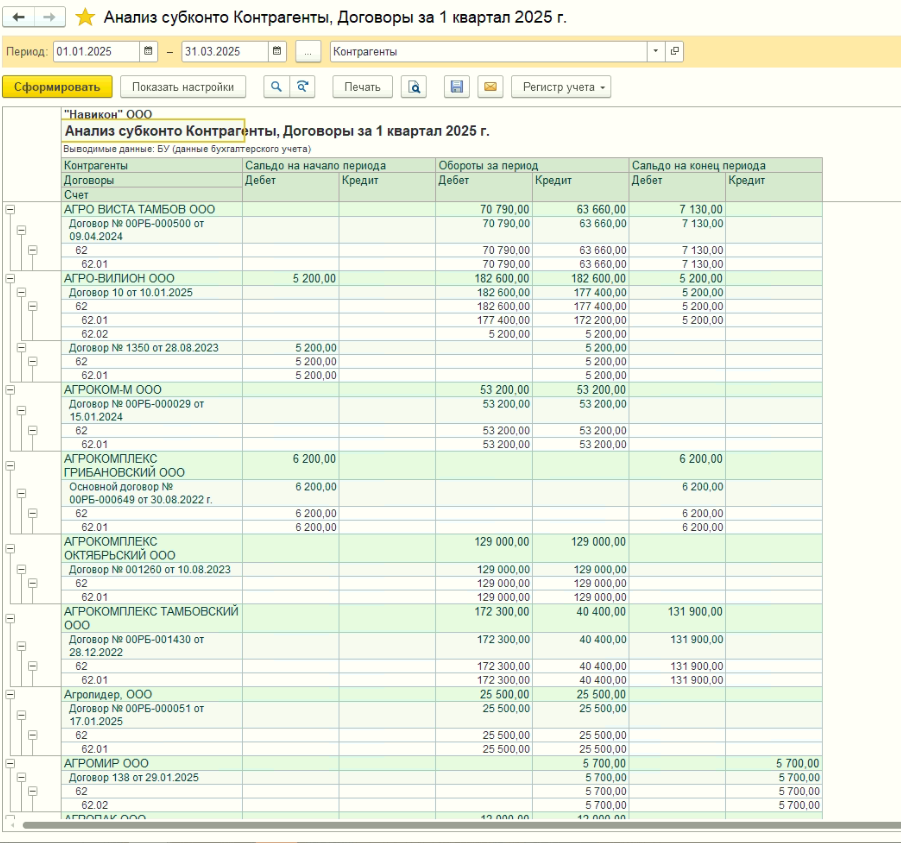 Анализ субконто Контрагенты, Договоры за 1 квартал 2025 г.
Период: 01.01.2025 – 31.03.2025 ... Контрагенты
Сформировать Показать настройки Печать Регистр учета
"Навикон" ООО
Анализ субконто Контрагенты, Договоры за 1 квартал 2025 г.
Выводимые данные: БУ (данные бухгалтерского учета)
Контрагенты Сальдо на начало периода Обороты за период Сальдо на конец периода
Договоры Дебет Кредит Дебет Кредит Дебет Кредит
Счет
АГРО ВИСТА ТАМБОВ ООО 70 790,00 63 660,00 7 130,00
Договор № 00РБ-000500 от 70 790,00 63 660,00 7 130,00
09.04.2024
62 70 790,00 63 660,00 7 130,00
62.01 70 790,00 63 660,00 7 130,00
АГРО-ВИЛИОН ООО 5 200,00 182 600,00 182 600,00 5 200,00
Договор 10 от 10.01.2025 182 600,00 177 400,00 5 200,00
62 182 600,00 177 400,00 5 200,00
62.01 177 400,00 172 200,00 5 200,00
62.02 5 200,00 5 200,00
Договор № 1350 от 28.08.2023 5 200,00 5 200,00
62 5 200,00 5 200,00
62.01 5 200,00 5 200,00
АГРОКОМ-М ООО 53 200,00 53 200,00
Договор № 00РБ-000029 от 53 200,00 53 200,00
15.01.2024
62 53 200,00 53 200,00
62.01 53 200,00 53 200,00
АГРОКОМПЛЕКС 6 200,00 6 200,00
ГРИБАНОВСКИЙ ООО
Основной договор № 6 200,00 6 200,00
00РБ-000649 от 30.08.2022 г.
62 6 200,00 6 200,00
62.01 6 200,00 6 200,00
АГРОКОМПЛЕКС 129 000,00 129 000,00
ОКТЯБРЬСКИЙ ООО
Договор № 001260 от 10.08.2023 129 000,00 129 000,00
62 129 000,00 129 000,00
62.01 129 000,00 129 000,00
АГРОКОМПЛЕКС ТАМБОВСКИЙ 172 300,00 40 400,00 131 900,00
ООО
Договор № 00РБ-001430 от 172 300,00 40 400,00 131 900,00
28.12.2022
62 172 300,00 40 400,00 131 900,00
62.01 172 300,00 40 400,00 131 900,00
Агролидер, ООО 25 500,00 25 500,00
Договор № 00РБ-000051 от 25 500,00 25 500,00
17.01.2025
62 25 500,00 25 500,00
62.01 25 500,00 25 500,00
АГРОМИР ООО 5 700,00 5 700,00
Договор 138 от 29.01.2025 5 700,00 5 700,00
62 5 700,00 5 700,00
62.02 5 700,00 5 700,00
АГРОПАК ООО 12 000,00 12 000,00